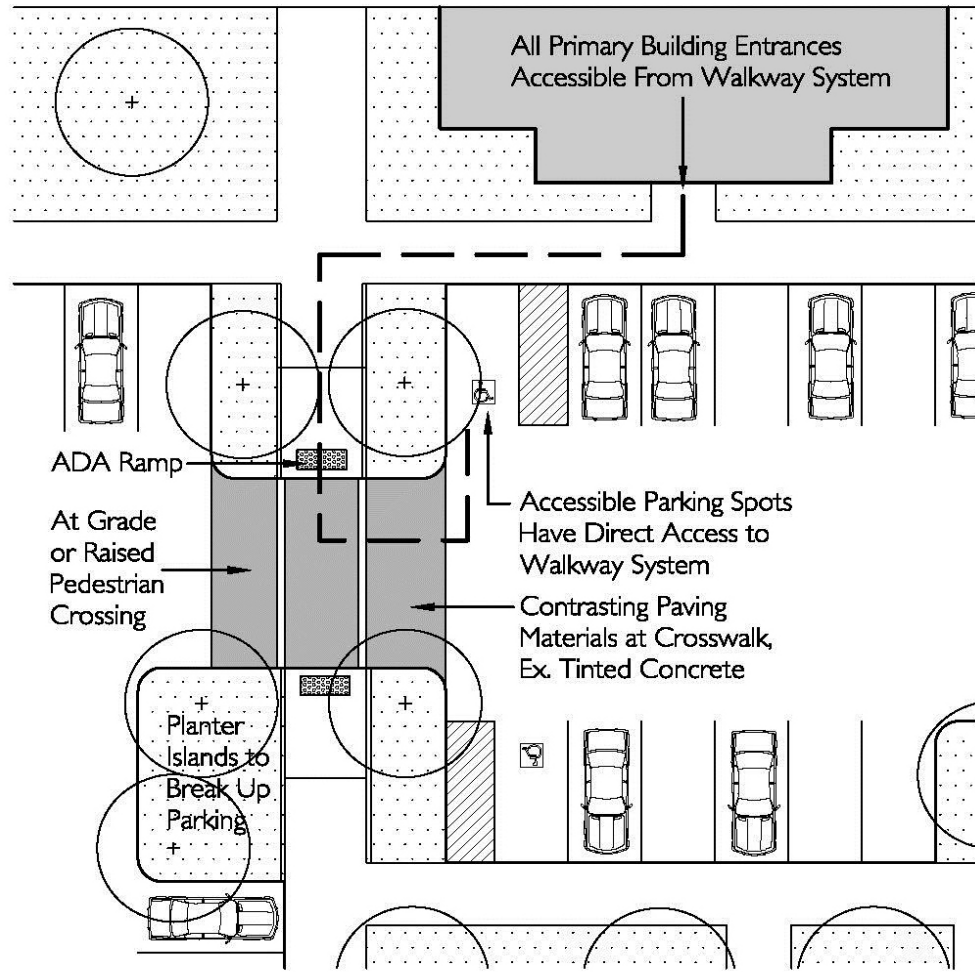 All Primary Building Entrances
Accessible From Walkway System
ADA Ramp
At Grade
or Raised
Pedestrian
Crossing
Accessible Parking Spots
Have Direct Access to
Walkway System
Contrasting Paving
Materials at Crosswalk,
Ex. Tinted Concrete
Planter
Islands to
Break Up
Parking